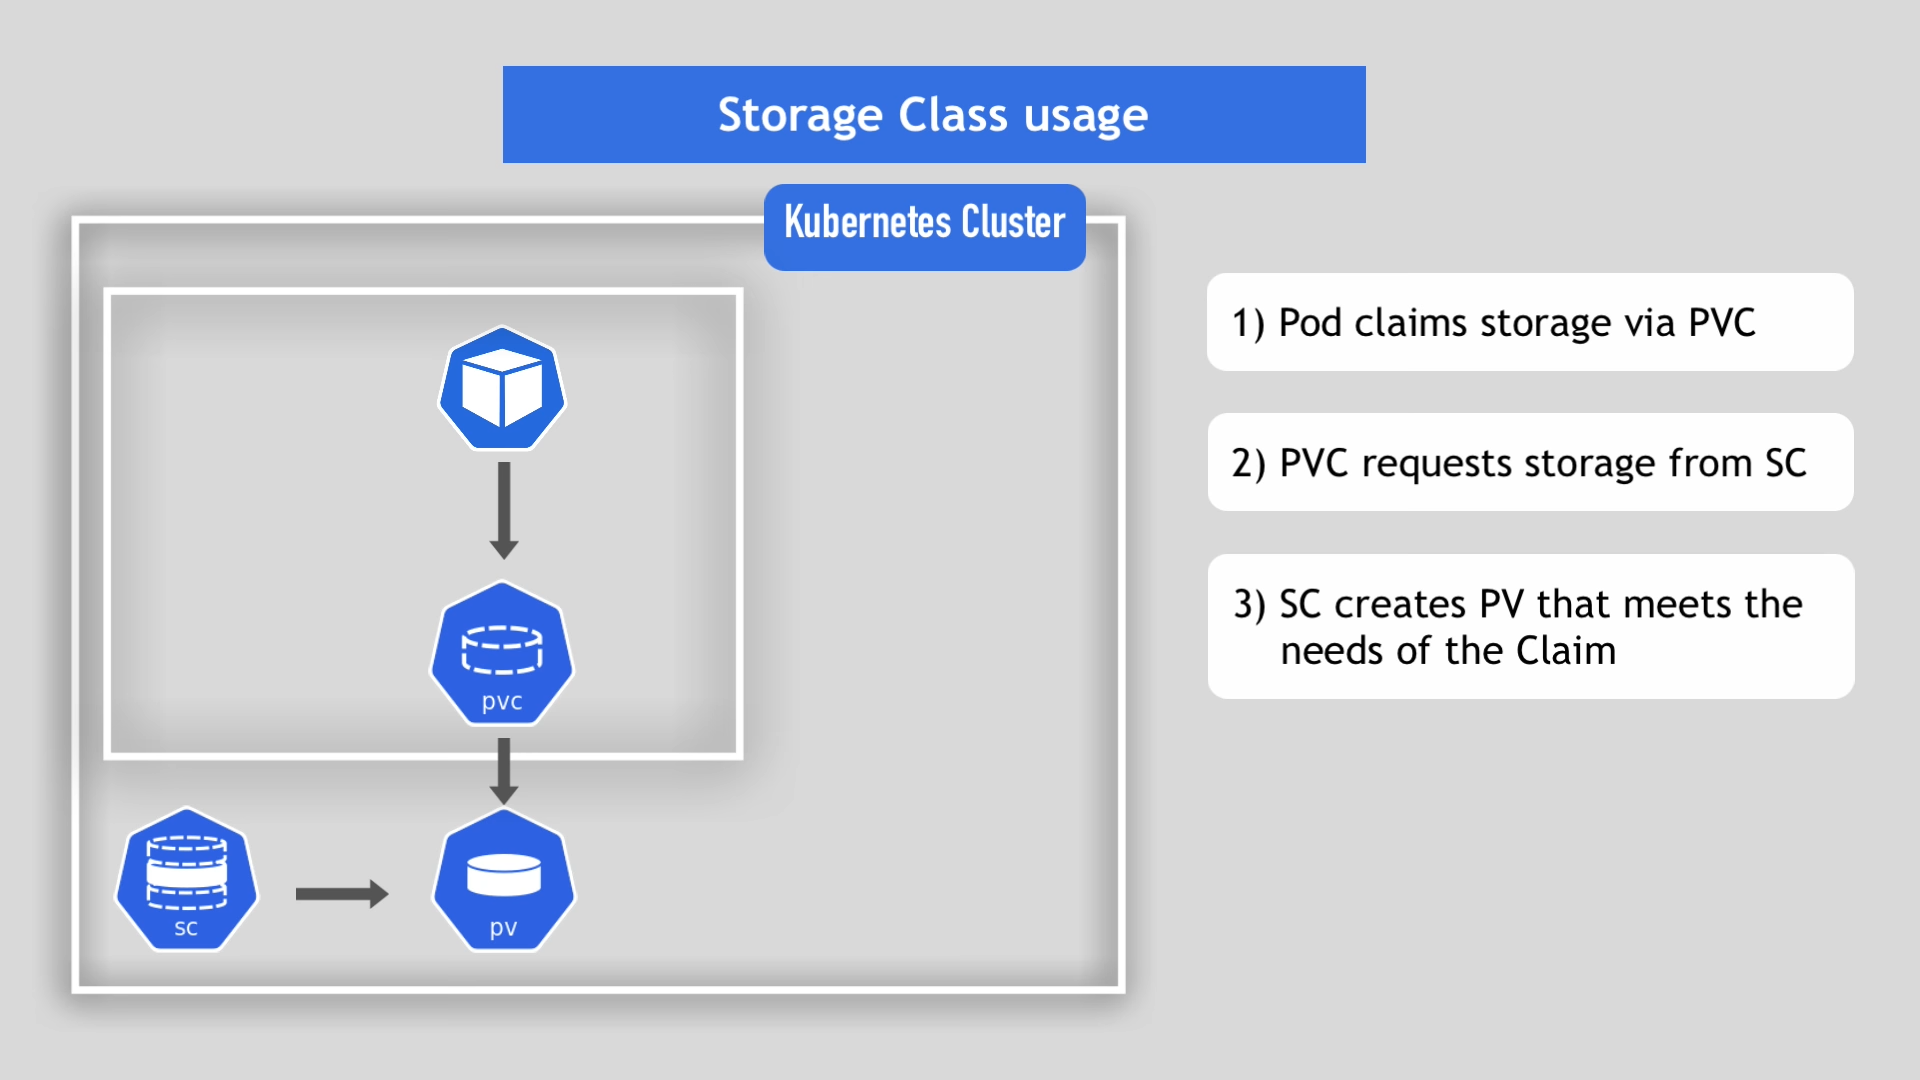 Storage Class usage
Kubernetes Cluster
1) Pod claims storage via PVC
2) PVC requests storage from SC
3) SC creates PV that meets the
needs of the Claim
pvc
sc
pv